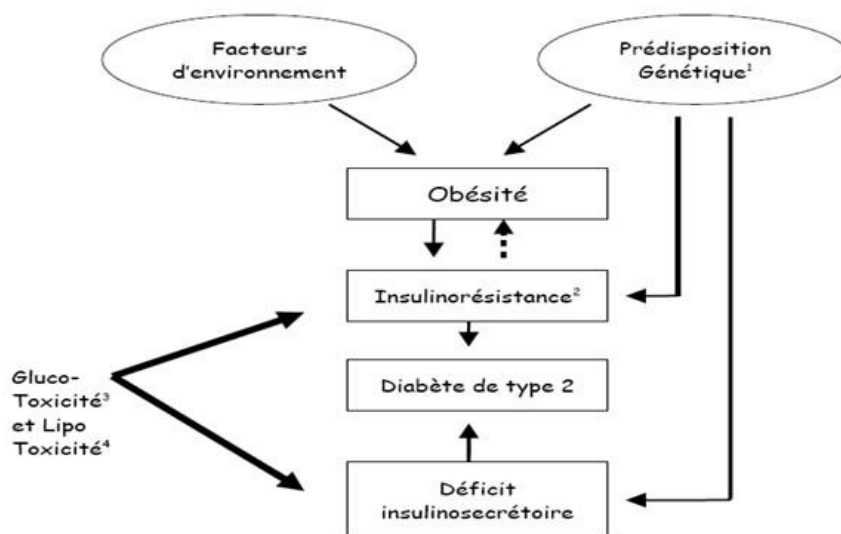 Facteurs
d'environnement
Prédisposition
Génétique¹
Obésité
Insulinorésistance²
Diabète de type 2
Gluco-
Toxicité³
et Lipo
Toxicité⁴
Déficit
insulinosecrétoire